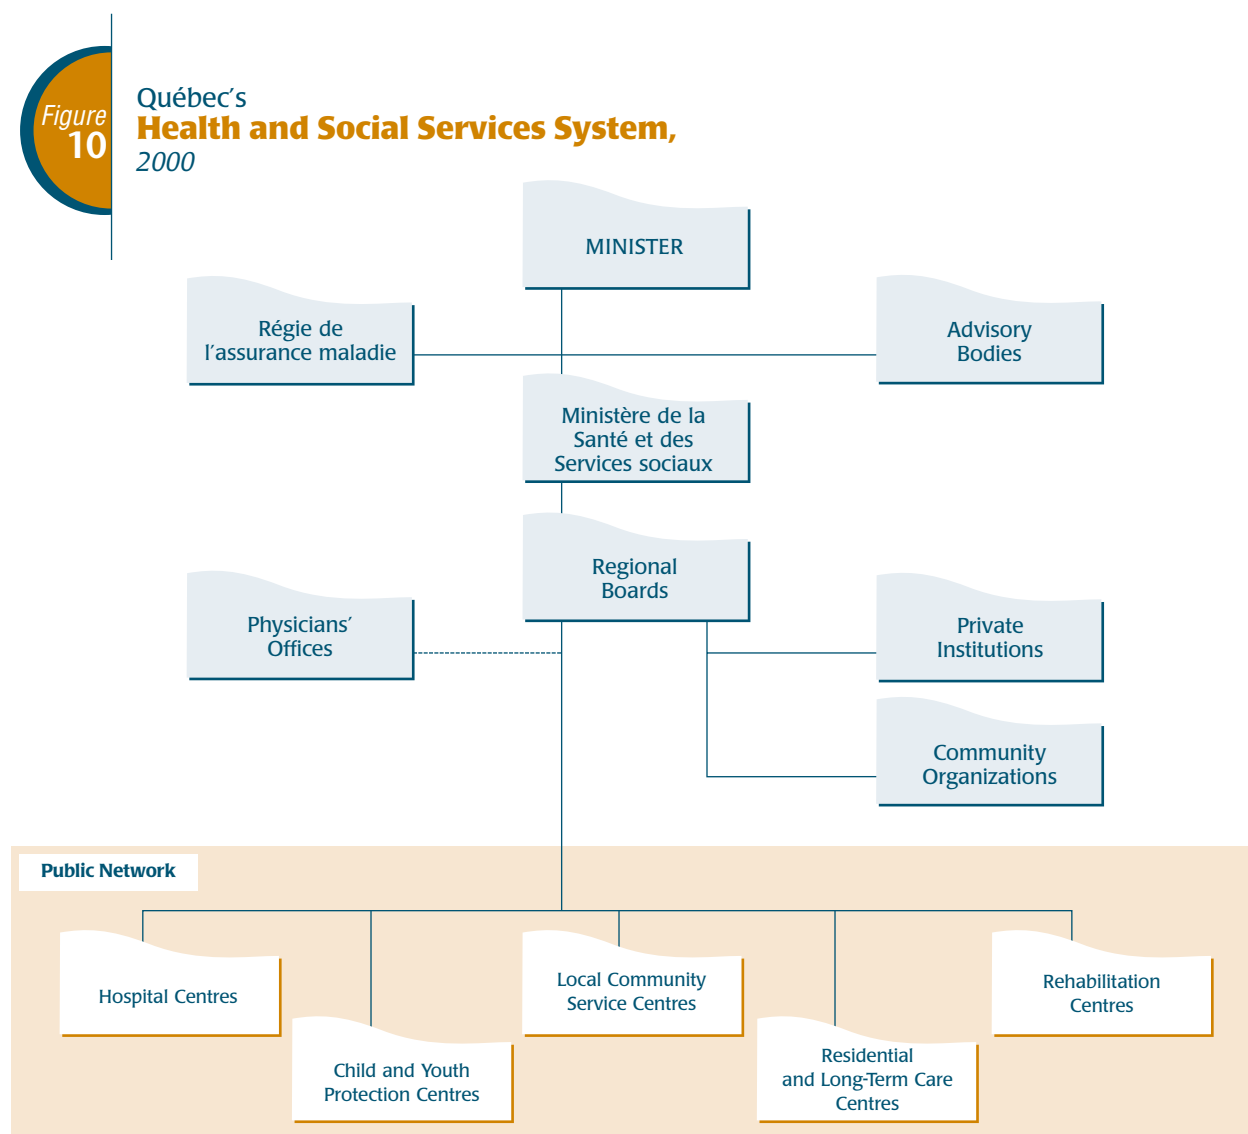 Figure
10
Québec's
Health and Social Services System,
2000
MINISTER
Régie de
l'assurance maladie
Advisory
Bodies
Ministère de la
Santé et des
Services sociaux
Regional
Boards
Physicians'
Offices
Private
Institutions
Community
Organizations
Public Network
Hospital Centres
Child and Youth
Protection Centres
Local Community
Service Centres
Residential
and Long-Term Care
Centres
Rehabilitation
Centres